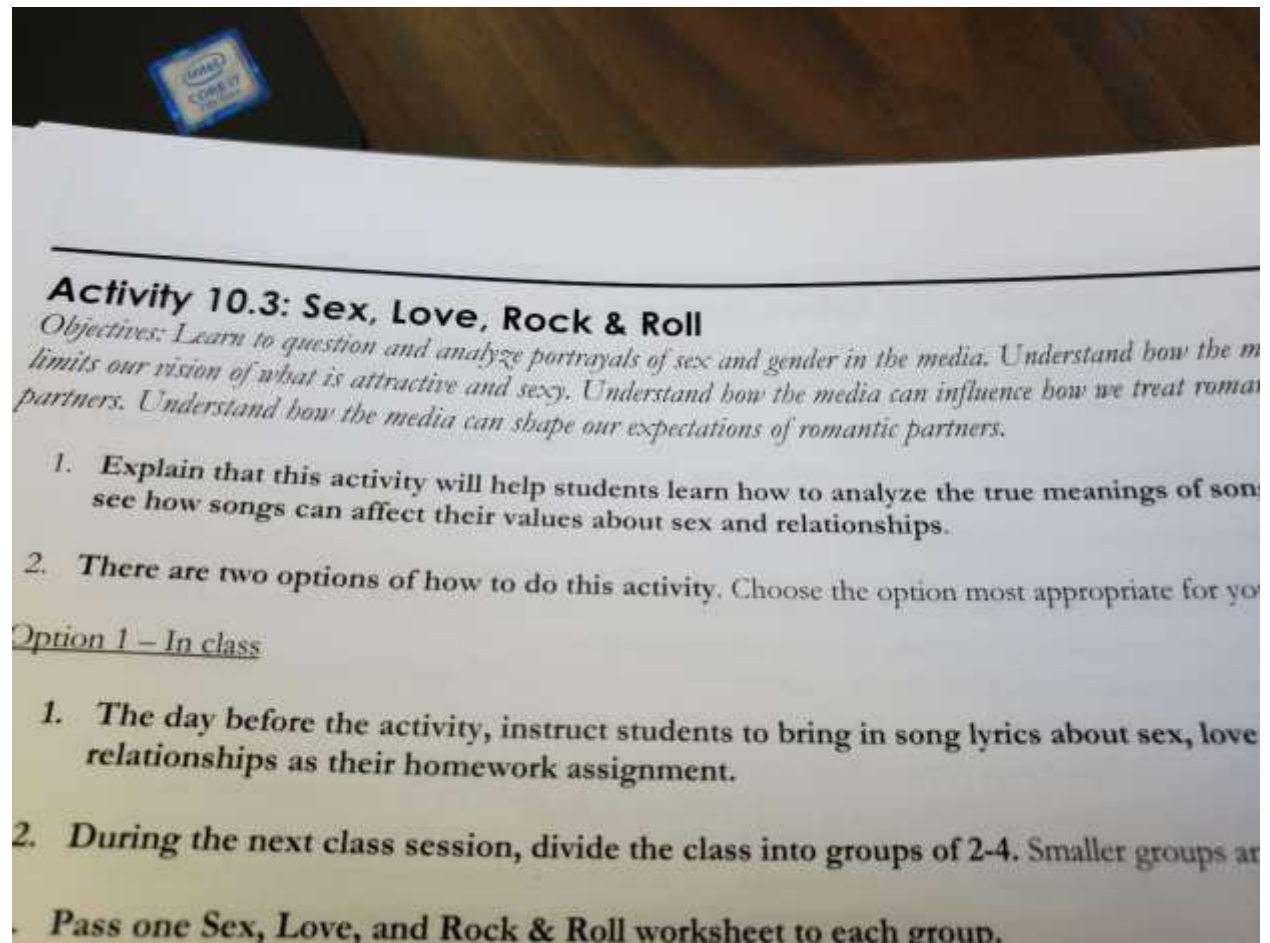 intel
CORE i7
Activity 10.3: Sex, Love, Rock & Roll
Objectives: Learn to question and analyze portrayals of sex and gender in the media. Understand how the m
limits our vision of what is attractive and sexy. Understand how the media can influence how we treat roman
partners. Understand how the media can shape our expectations of romantic partners.
1. Explain that this activity will help students learn how to analyze the true meanings of song
see how songs can affect their values about sex and relationships.
2. There are two options of how to do this activity. Choose the option most appropriate for yo
Option 1 – In class
1. The day before the activity, instruct students to bring in song lyrics about sex, love
relationships as their homework assignment.
2. During the next class session, divide the class into groups of 2-4. Smaller groups ar
. Pass one Sex, Love, and Rock & Roll worksheet to each group.